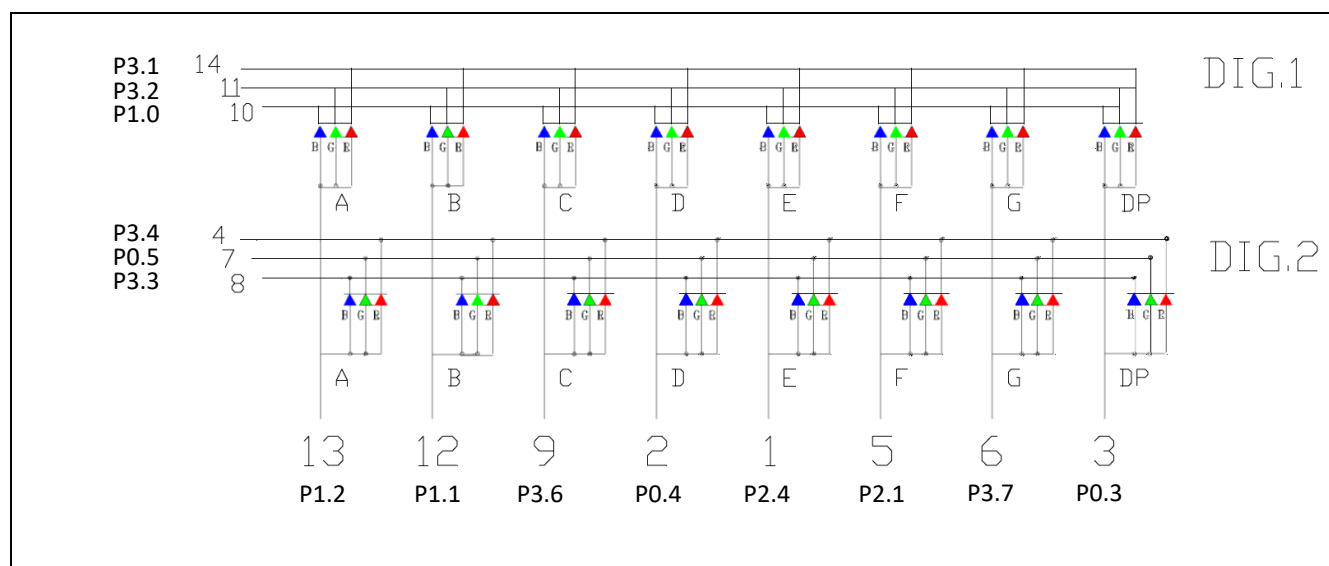 P3.1 14 DIG.1
P3.2 11
P1.0 10
B G R B G R B G R B G R B G R B G R B G R B G R
A B C D E F G DP
P3.4 4
P0.5 7 DIG.2
P3.3 8
B G R B G R B G R B G R B G R B G R B G R B G R
A B C D E F G DP
13 12 9 2 1 5 6 3
P1.2 P1.1 P3.6 P0.4 P2.4 P2.1 P3.7 P0.3